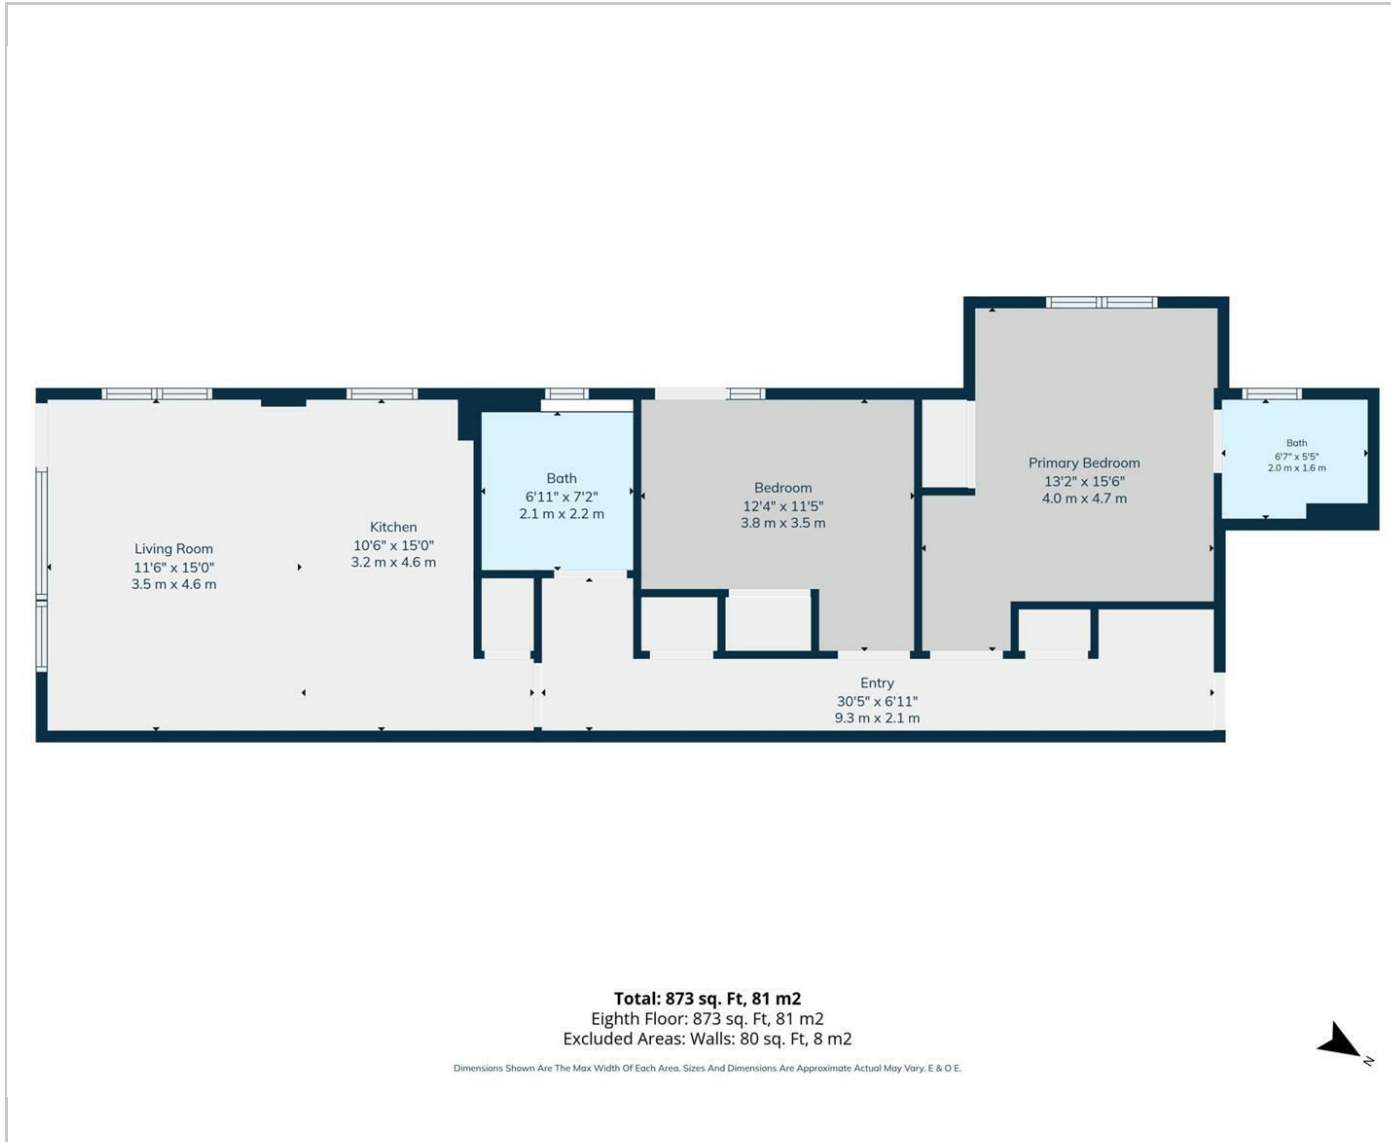 Living Room
11'6" x 15'0"
3.5 m x 4.6 m
Kitchen
10'6" x 15'0"
3.2 m x 4.6 m
Bath
6'11" x 7'2"
2.1 m x 2.2 m
Bedroom
12'4" x 11'5"
3.8 m x 3.5 m
Primary Bedroom
13'2" x 15'6"
4.0 m x 4.7 m
Bath
6'7" x 5'5"
2.0 m x 1.6 m
Entry
30'5" x 6'11"
9.3 m x 2.1 m
Total: 873 sq. Ft, 81 m2
Eighth Floor: 873 sq. Ft, 81 m2
Excluded Areas: Walls: 80 sq. Ft, 8 m2
Dimensions Shown Are The Max Width Of Each Area. Sizes And Dimensions Are Approximate Actual May Vary. E & O E.
N